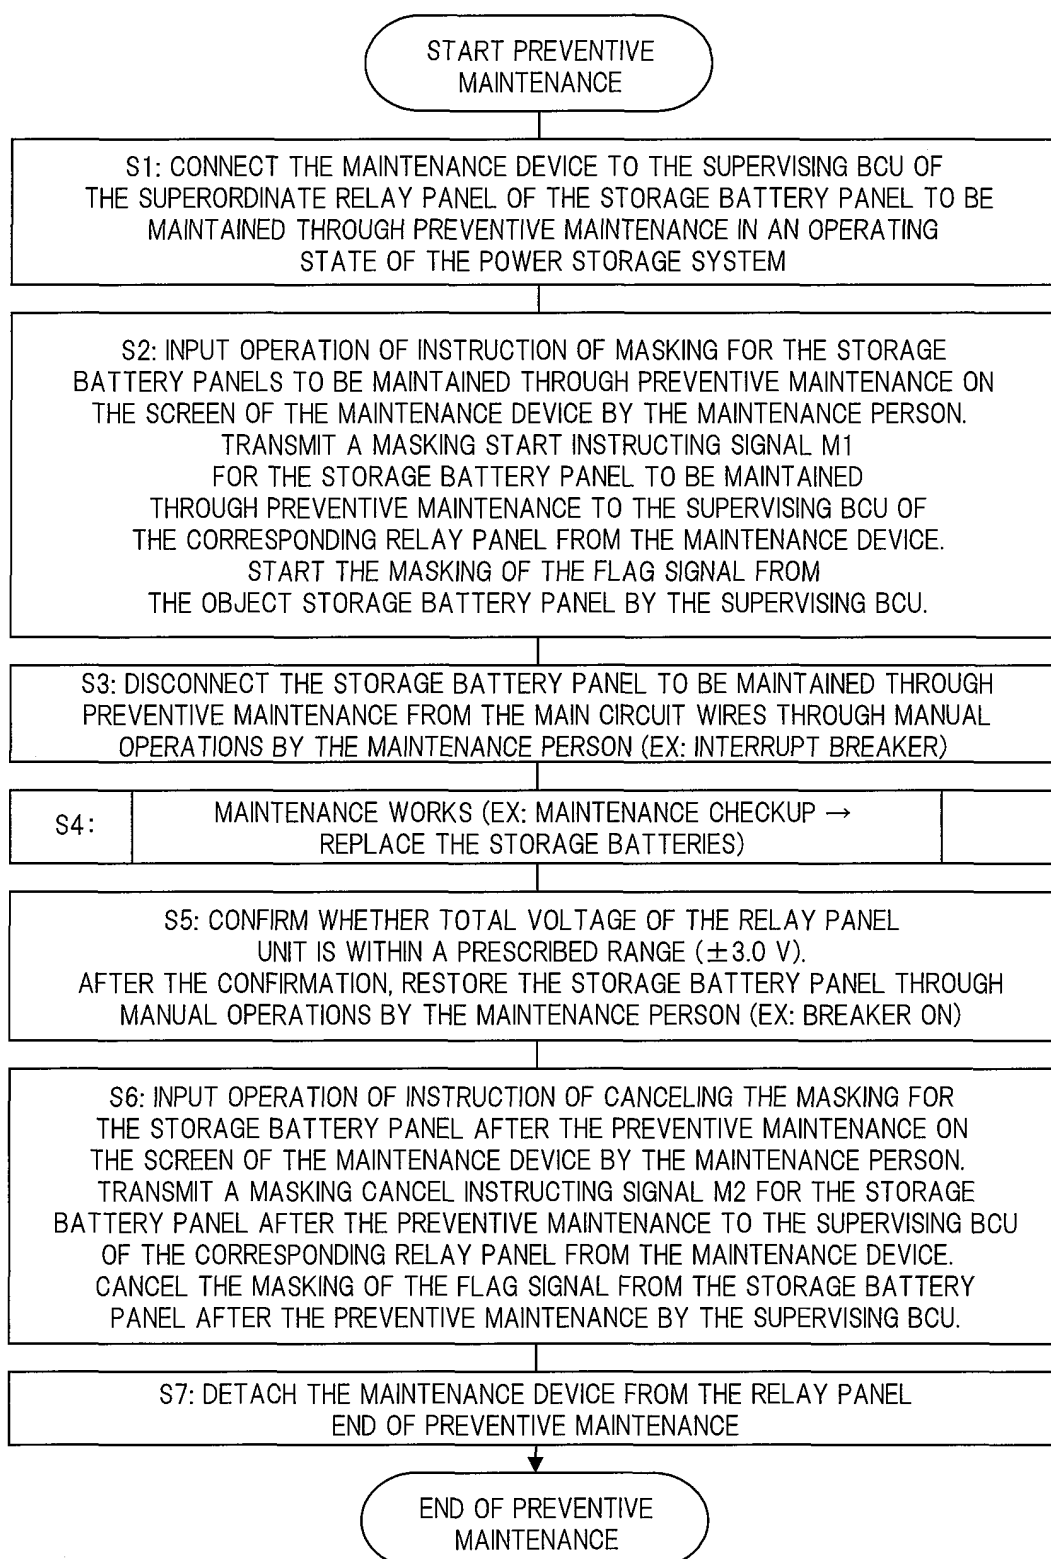 START PREVENTIVE
MAINTENANCE
S1: CONNECT THE MAINTENANCE DEVICE TO THE SUPERVISING BCU OF
THE SUPERORDINATE RELAY PANEL OF THE STORAGE BATTERY PANEL TO BE
MAINTAINED THROUGH PREVENTIVE MAINTENANCE IN AN OPERATING
STATE OF THE POWER STORAGE SYSTEM
S2: INPUT OPERATION OF INSTRUCTION OF MASKING FOR THE STORAGE
BATTERY PANELS TO BE MAINTAINED THROUGH PREVENTIVE MAINTENANCE ON
THE SCREEN OF THE MAINTENANCE DEVICE BY THE MAINTENANCE PERSON.
TRANSMIT A MASKING START INSTRUCTING SIGNAL M1
FOR THE STORAGE BATTERY PANEL TO BE MAINTAINED
THROUGH PREVENTIVE MAINTENANCE TO THE SUPERVISING BCU OF
THE CORRESPONDING RELAY PANEL FROM THE MAINTENANCE DEVICE.
START THE MASKING OF THE FLAG SIGNAL FROM
THE OBJECT STORAGE BATTERY PANEL BY THE SUPERVISING BCU.
S3: DISCONNECT THE STORAGE BATTERY PANEL TO BE MAINTAINED THROUGH
PREVENTIVE MAINTENANCE FROM THE MAIN CIRCUIT WIRES THROUGH MANUAL
OPERATIONS BY THE MAINTENANCE PERSON (EX: INTERRUPT BREAKER)
S4: MAINTENANCE WORKS (EX: MAINTENANCE CHECKUP →
REPLACE THE STORAGE BATTERIES)
S5: CONFIRM WHETHER TOTAL VOLTAGE OF THE RELAY PANEL
UNIT IS WITHIN A PRESCRIBED RANGE (±3.0 V).
AFTER THE CONFIRMATION, RESTORE THE STORAGE BATTERY PANEL THROUGH
MANUAL OPERATIONS BY THE MAINTENANCE PERSON (EX: BREAKER ON)
S6: INPUT OPERATION OF INSTRUCTION OF CANCELING THE MASKING FOR
THE STORAGE BATTERY PANEL AFTER THE PREVENTIVE MAINTENANCE ON
THE SCREEN OF THE MAINTENANCE DEVICE BY THE MAINTENANCE PERSON.
TRANSMIT A MASKING CANCEL INSTRUCTING SIGNAL M2 FOR THE STORAGE
BATTERY PANEL AFTER THE PREVENTIVE MAINTENANCE TO THE SUPERVISING BCU
OF THE CORRESPONDING RELAY PANEL FROM THE MAINTENANCE DEVICE.
CANCEL THE MASKING OF THE FLAG SIGNAL FROM THE STORAGE BATTERY
PANEL AFTER THE PREVENTIVE MAINTENANCE BY THE SUPERVISING BCU.
S7: DETACH THE MAINTENANCE DEVICE FROM THE RELAY PANEL
END OF PREVENTIVE MAINTENANCE
END OF PREVENTIVE
MAINTENANCE